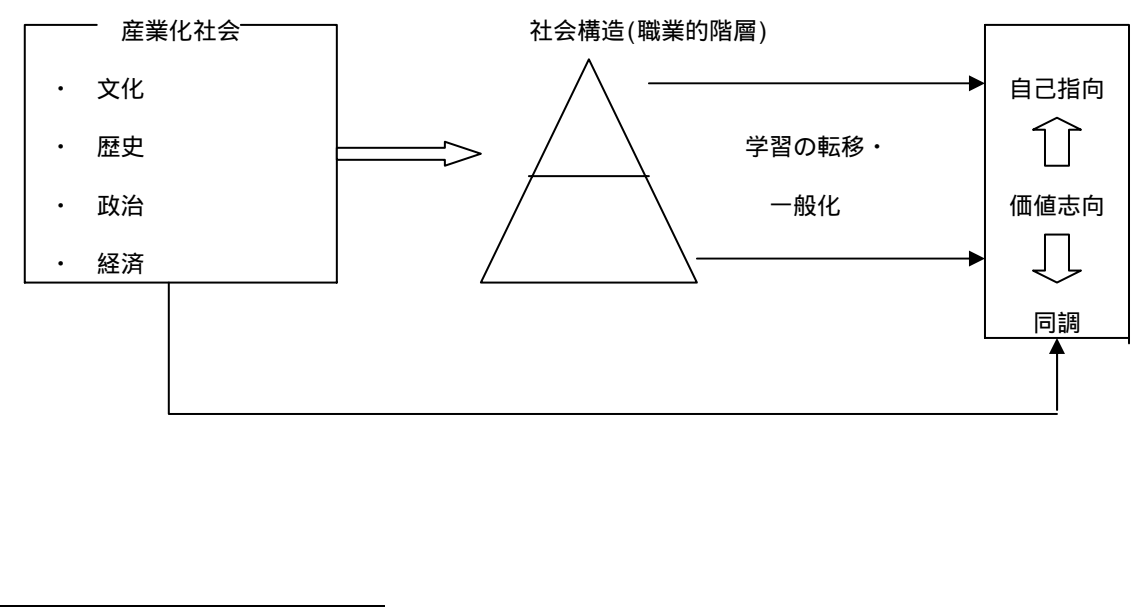 産業化社会
・ 文化
・ 歴史
・ 政治
・ 経済
社会構造(職業的階層)
学習の転移・
一般化
自己指向
価値志向
同調